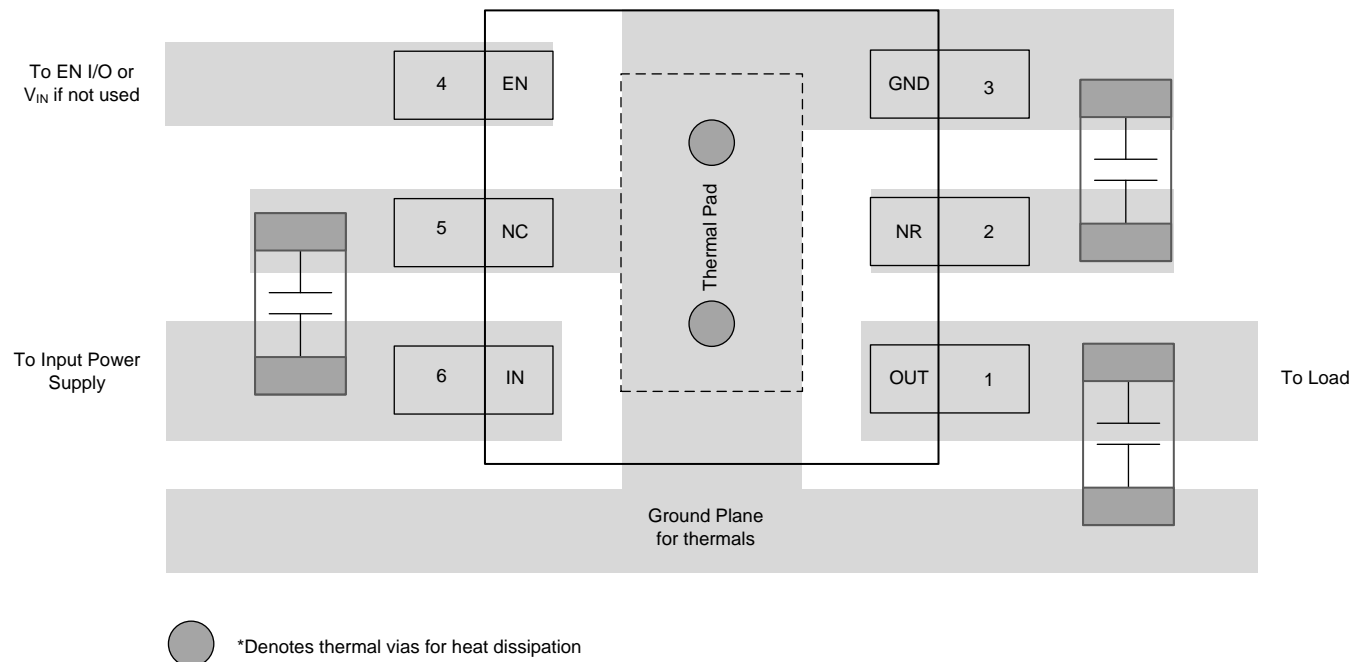 To EN I/O or
V_IN if not used
4
EN
GND
3
5
NC
Thermal Pad
NR
2
To Input Power
Supply
6
IN
OUT
1
To Load
Ground Plane
for thermals
*Denotes thermal vias for heat dissipation